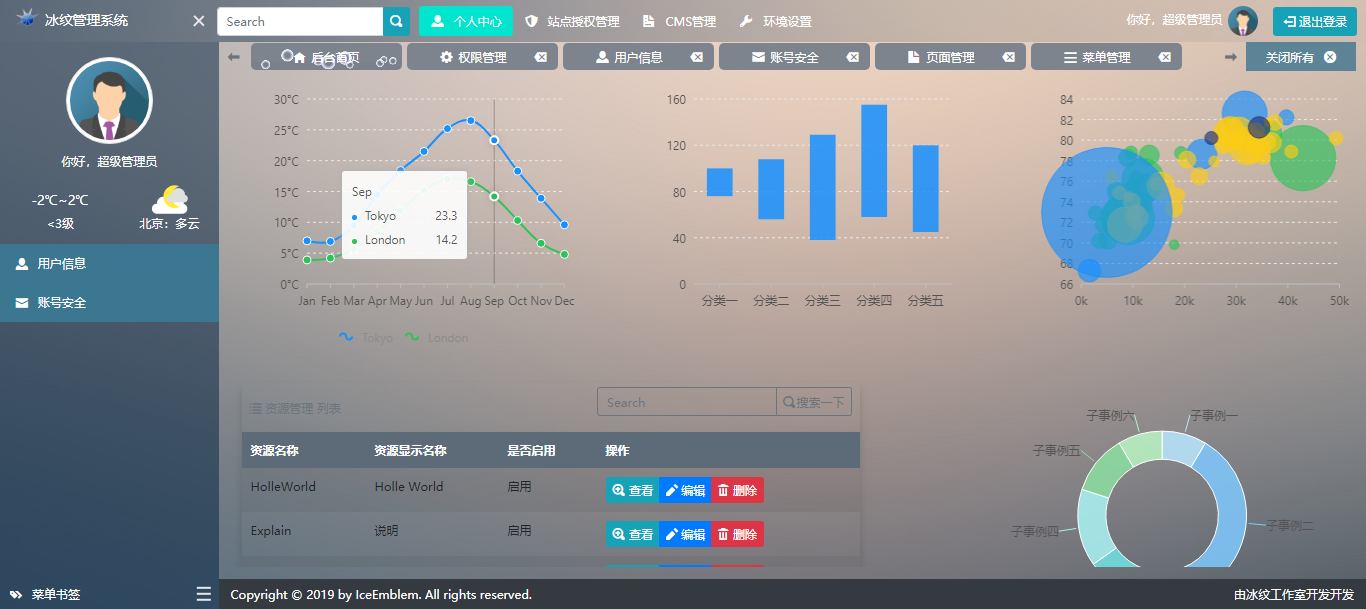 冰纹管理系统
Search
个人中心
站点授权管理
CMS管理
环境设置
你好，超级管理员
退出登录
后台首页
权限管理
用户信息
账号安全
页面管理
菜单管理
关闭所有
你好，超级管理员
-2℃~2℃
<3级
北京：多云
用户信息
账号安全
菜单书签
30°C
25°C
20°C
15°C
10°C
5°C
0°C
Jan Feb Mar Apr May Jun Jul Aug Sep Oct Nov Dec
Sep
Tokyo 23.3
London 14.2
Tokyo London
160
120
80
40
0
分类一 分类二 分类三 分类四 分类五
84
82
80
78
76
74
72
70
68
66
0k 10k 20k 30k 40k 50k
资源管理 列表
Search
搜索一下
资源名称 资源显示名称 是否启用 操作
HolleWorld Holle World 启用 查看 编辑 删除
Explain 说明 启用 查看 编辑 删除
子事例六
子事例一
子事例五
子事例四
子事例二
Copyright © 2019 by IceEmblem. All rights reserved.
由冰纹工作室开发开发